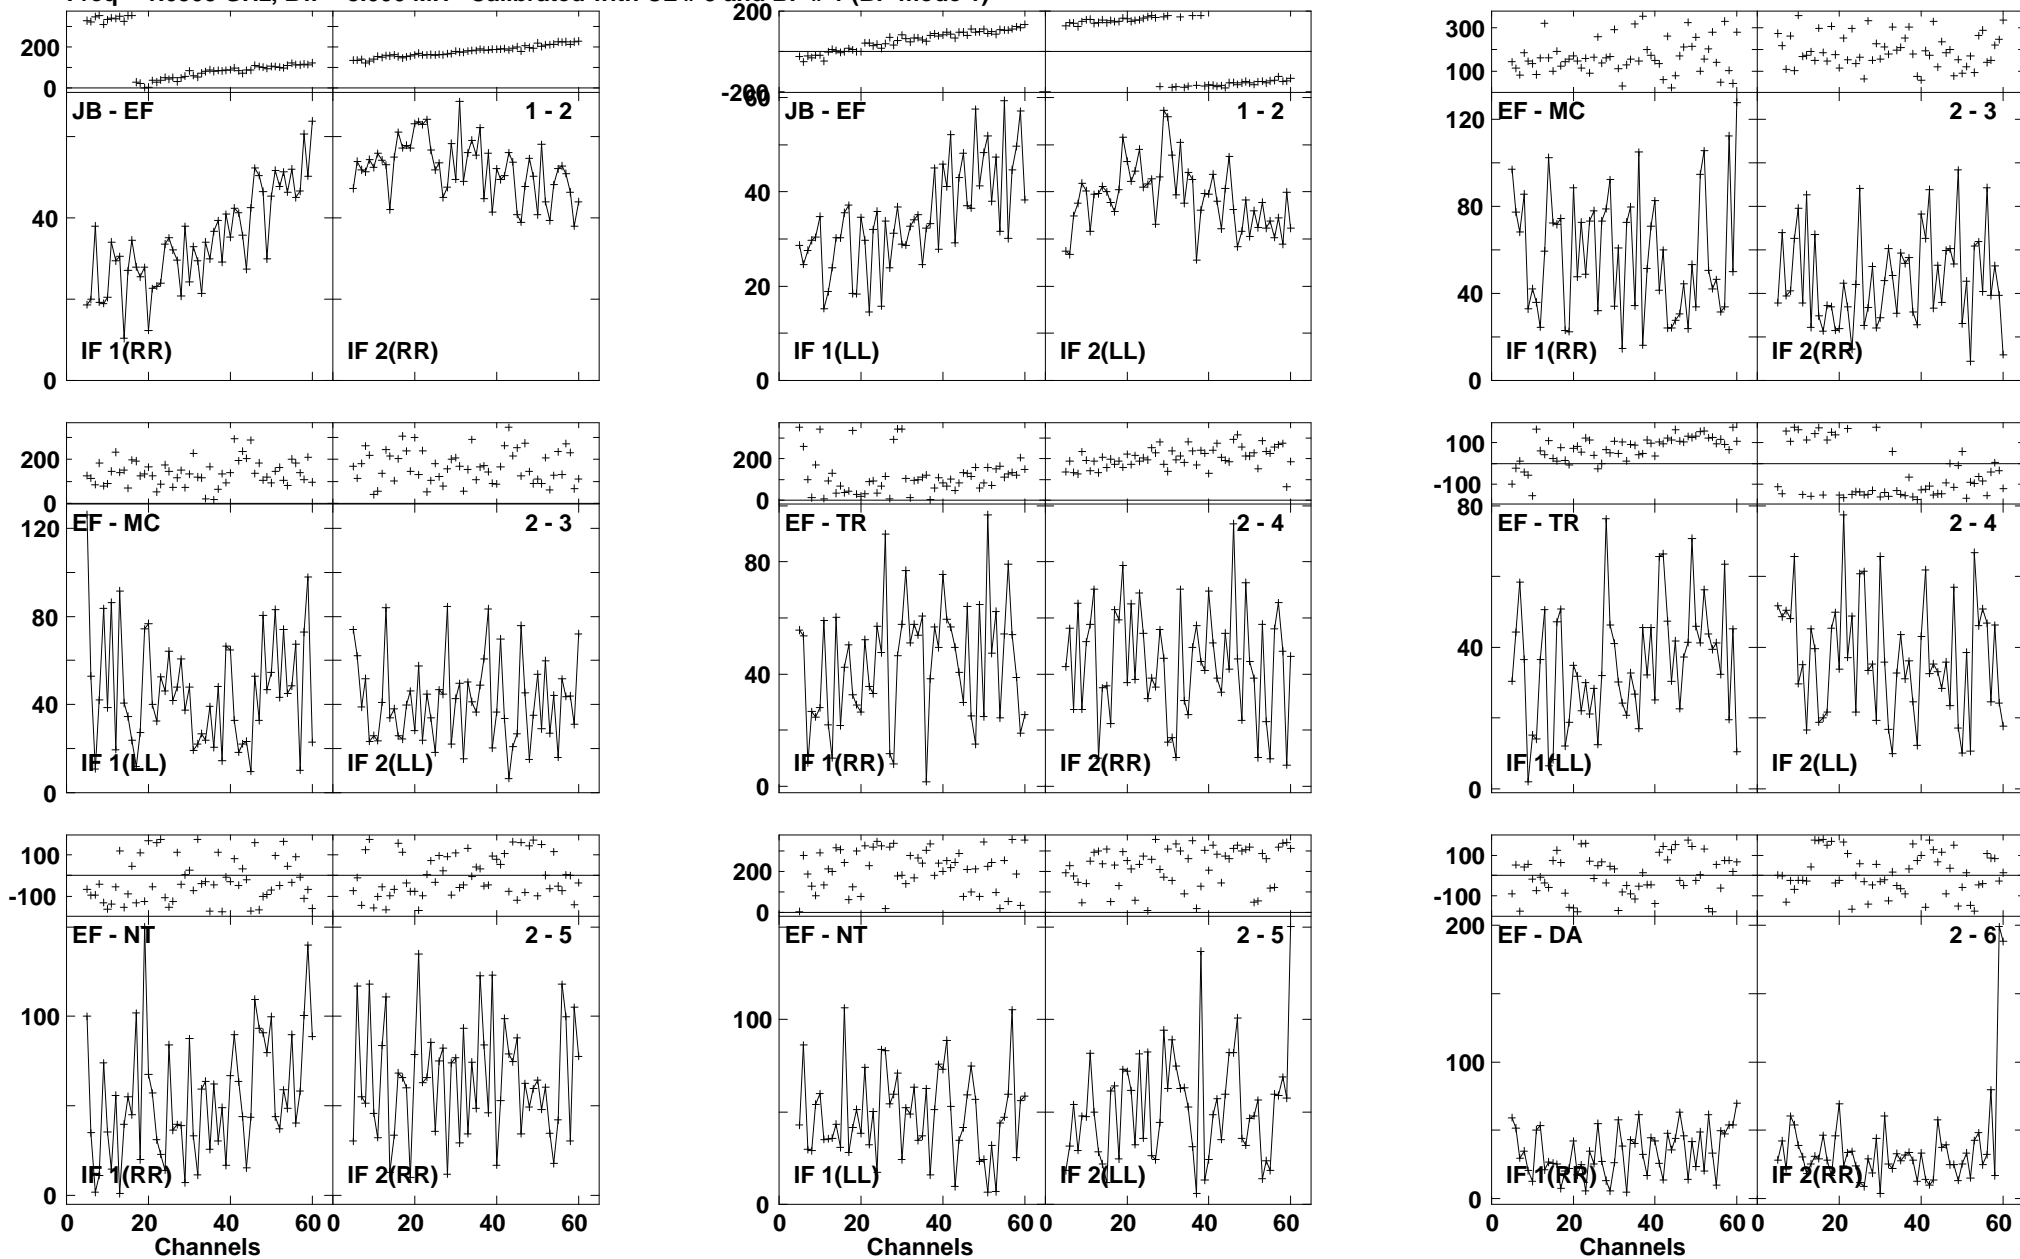 200
0
JB - EF
1 - 2
40
0
IF 1(RR)
IF 2(RR)
200
-200
60
JB - EF
1 - 2
40
20
0
IF 1(LL)
IF 2(LL)
300
100
EF - MC
2 - 3
120
80
40
0
IF 1(RR)
IF 2(RR)
200
0
EF - MC
2 - 3
120
80
40
0
IF 1(LL)
IF 2(LL)
200
0
EF - TR
2 - 4
80
40
0
IF 1(RR)
IF 2(RR)
100
-100
80
EF - TR
2 - 4
40
0
IF 1(LL)
IF 2(LL)
100
-100
EF - NT
2 - 5
100
0
IF 1(RR)
IF 2(RR)
0 20 40 60 0 20 40 60
Channels
200
0
EF - NT
2 - 5
100
0
IF 1(LL)
IF 2(LL)
0 20 40 60 0 20 40 60
Channels
100
-100
200
EF - DA
2 - 6
100
0
IF 1(RR)
IF 2(RR)
0 20 40 60 0 20 40 60
Channels